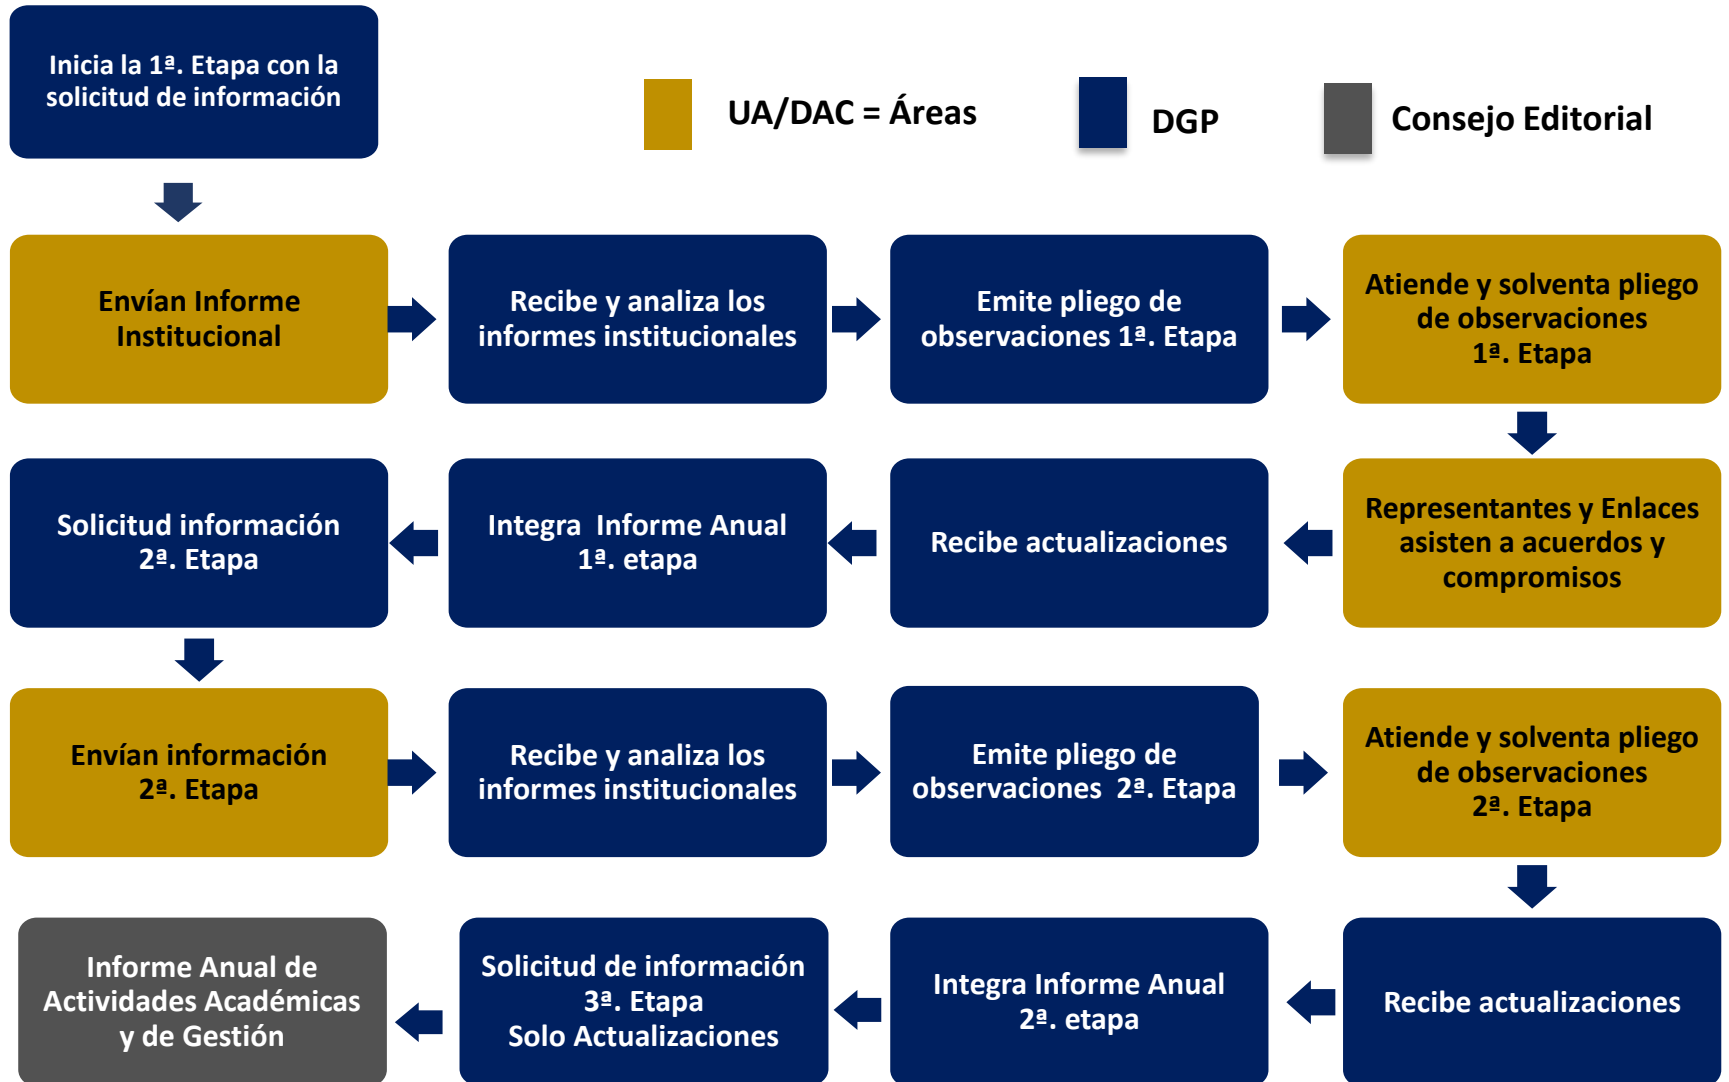 Inicia la 1ª. Etapa con la
solicitud de información
UA/DAC = Áreas
DGP
Consejo Editorial
Envían Informe
Institucional
Recibe y analiza los
informes institucionales
Emite pliego de
observaciones 1ª. Etapa
Atiende y solventa pliego
de observaciones
1ª. Etapa
Solicitud información
2ª. Etapa
Integra Informe Anual
1ª. etapa
Recibe actualizaciones
Representantes y Enlaces
asisten a acuerdos y
compromisos
Envían información
2ª. Etapa
Recibe y analiza los
informes institucionales
Emite pliego de
observaciones 2ª. Etapa
Atiende y solventa pliego
de observaciones
2ª. Etapa
Informe Anual de
Actividades Académicas
y de Gestión
Solicitud de información
3ª. Etapa
Solo Actualizaciones
Integra Informe Anual
2ª. etapa
Recibe actualizaciones